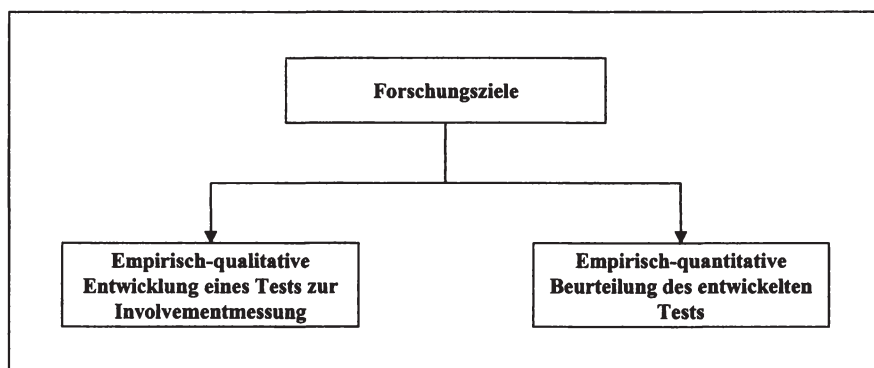 Forschungsziele
Empirisch-qualitative
Entwicklung eines Tests zur
Involvementmessung
Empirisch-quantitative
Beurteilung des entwickelten
Tests